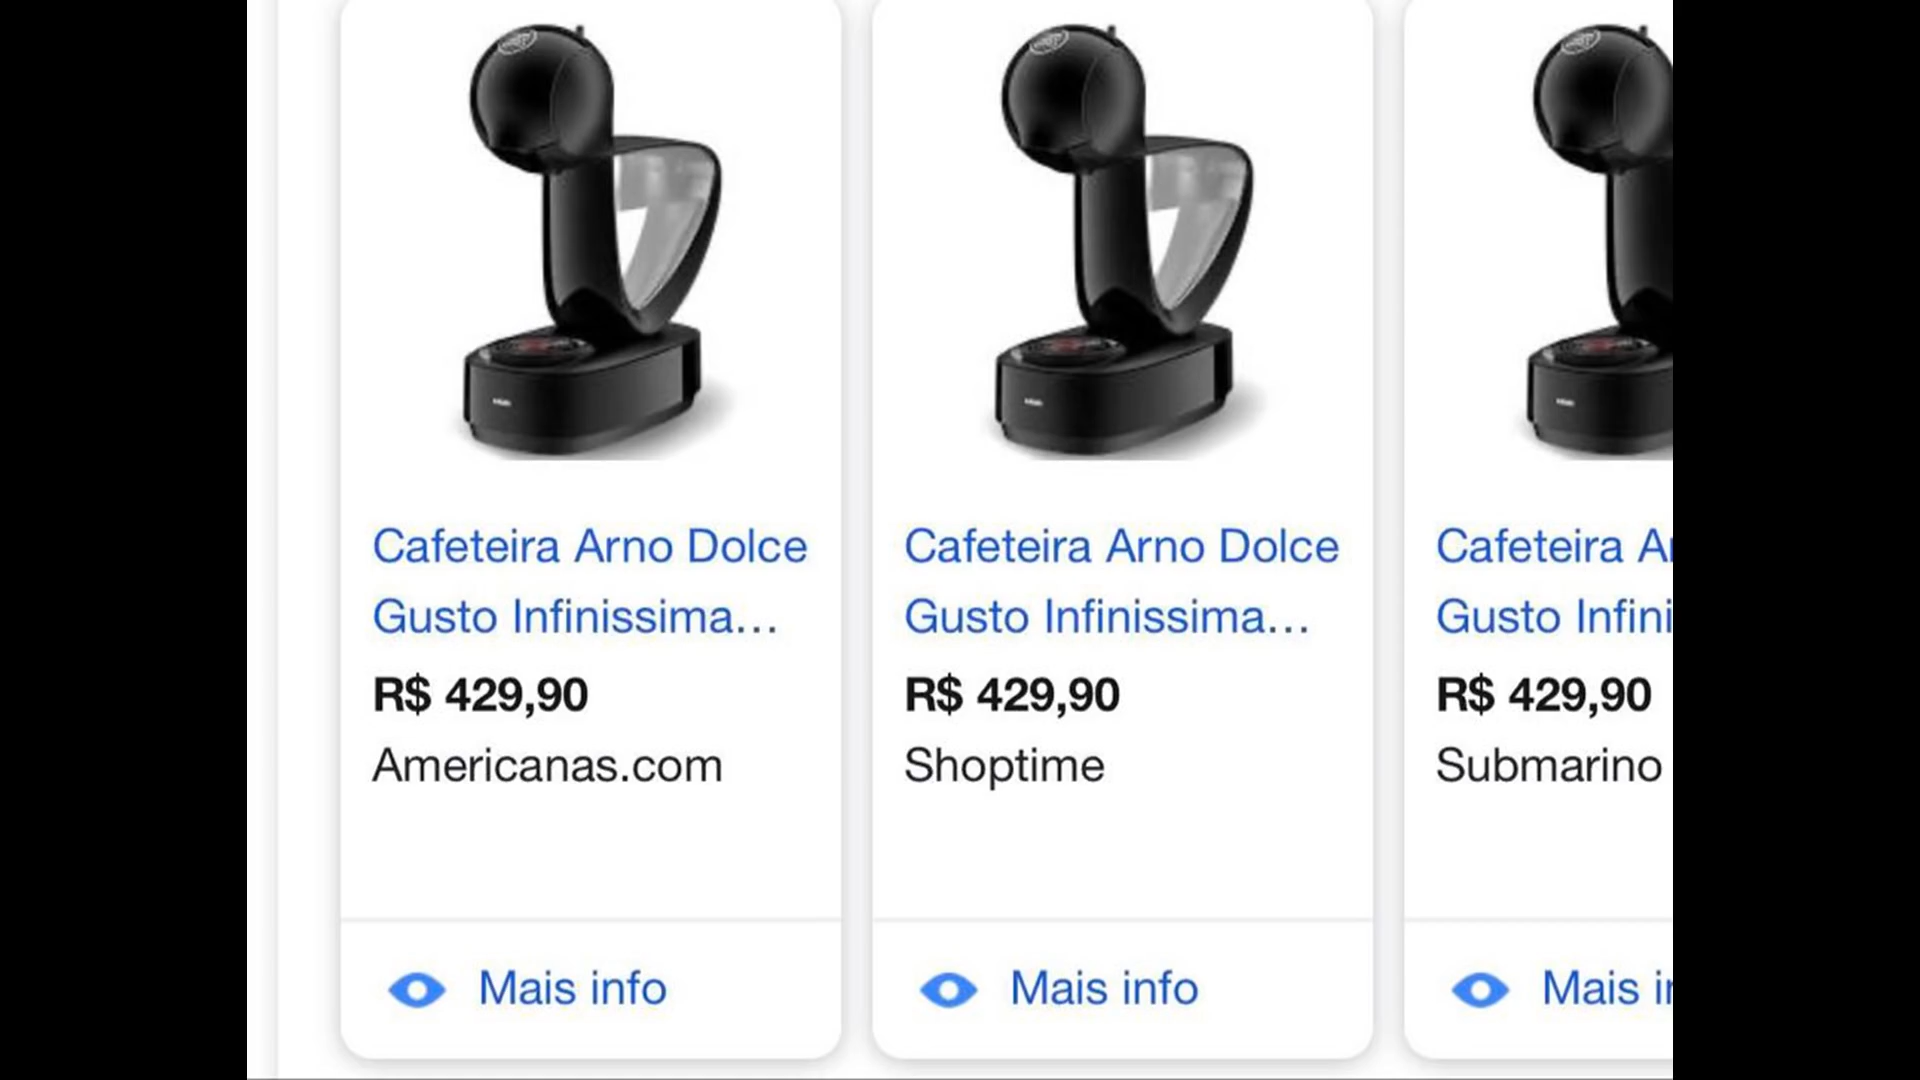 Cafeteira Arno Dolce
Gusto Infinissima...
R$ 429,90
Americanas.com
Mais info
Cafeteira Arno Dolce
Gusto Infinissima...
R$ 429,90
Shoptime
Mais info
Cafeteira A
Gusto Infini
R$ 429,90
Submarino
Mais i